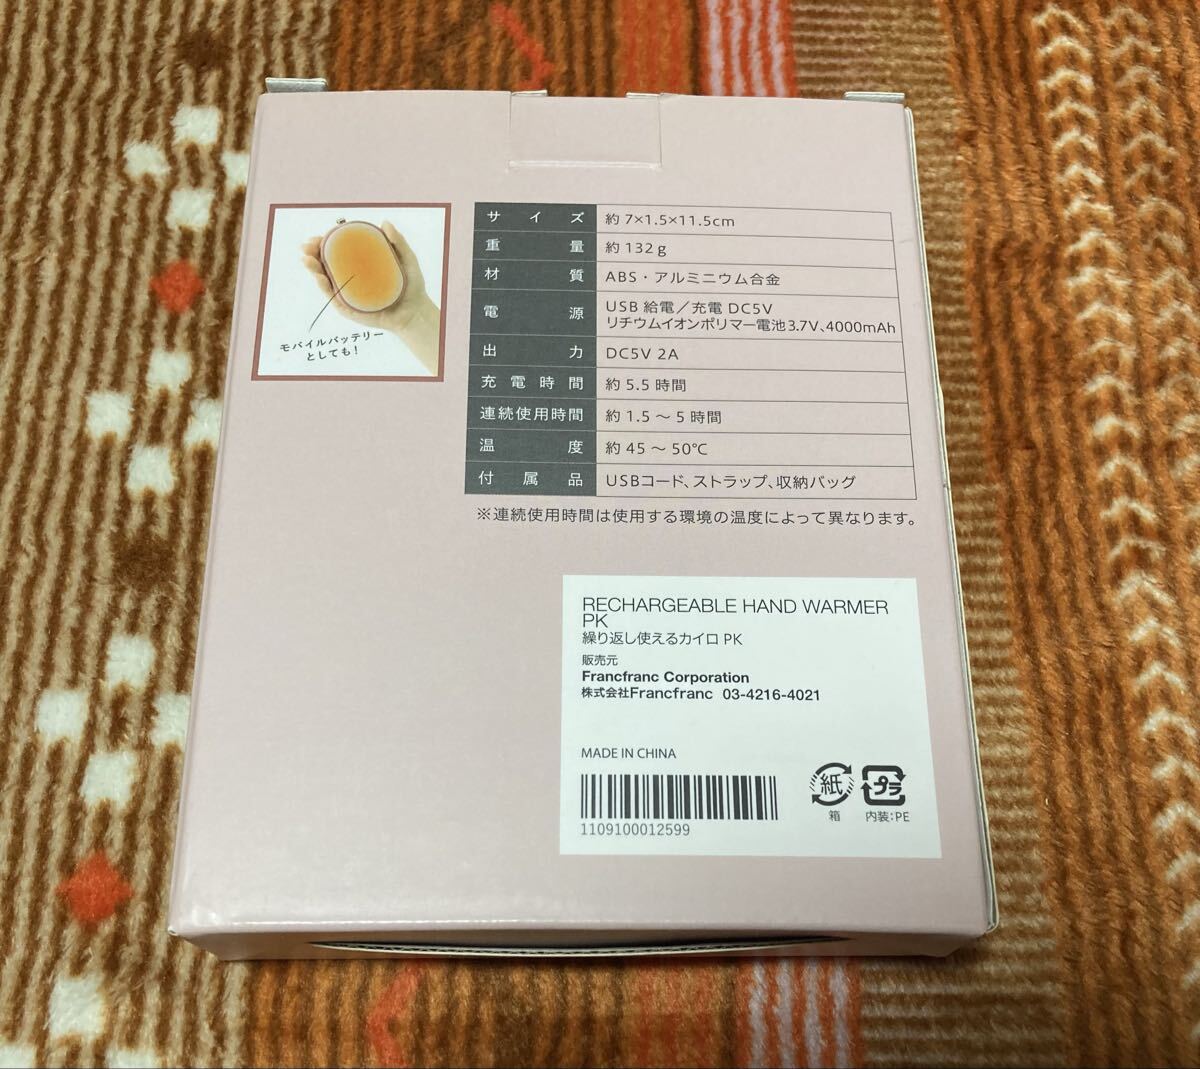 モバイルバッテリー
としても!
サイズ 約 7×1.5×11.5cm
重量 約 132 g
材質 ABS・アルミニウム合金
電源 USB 給電／充電 DC5V
リチウムイオンポリマー電池3.7V、4000mAh
出力 DC5V 2A
充電時間 約 5.5 時間
連続使用時間 約 1.5 ～ 5 時間
温度 約 45 ～ 50℃
付属品 USBコード、ストラップ、収納バッグ
※連続使用時間は使用する環境の温度によって異なります。
RECHARGEABLE HAND WARMER
PK
繰り返し使えるカイロ PK
販売元
Francfranc Corporation
株式会社Francfranc 03-4216-4021
MADE IN CHINA
1109100012599
紙
箱
プラ
内装:PE